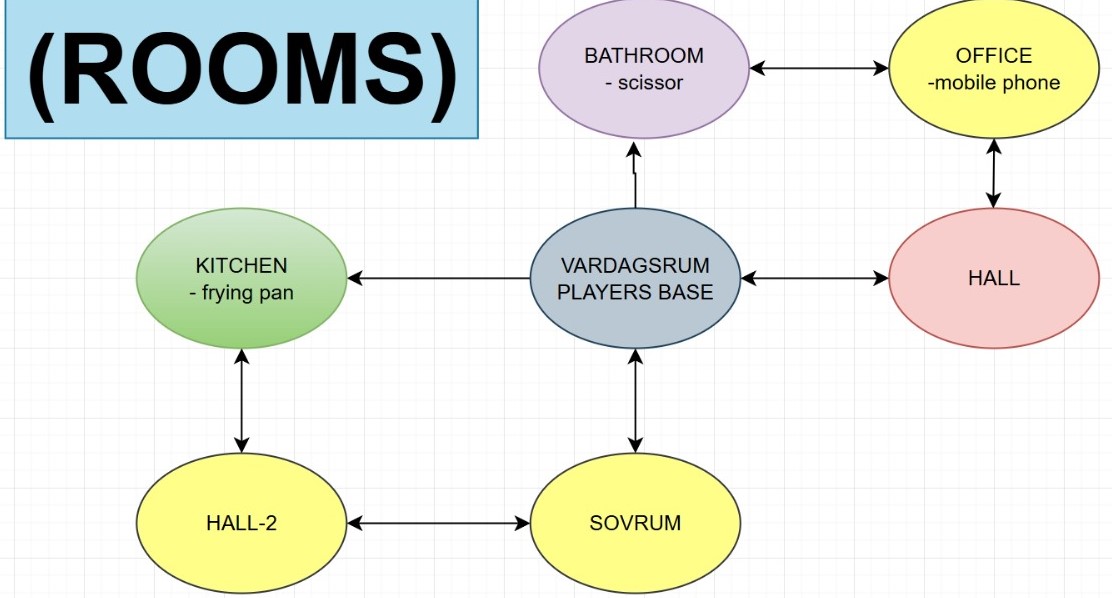 (ROOMS)
BATHROOM
- scissor
OFFICE
-mobile phone
KITCHEN
- frying pan
VARDAGSRUM
PLAYERS BASE
HALL
HALL-2
SOVRUM